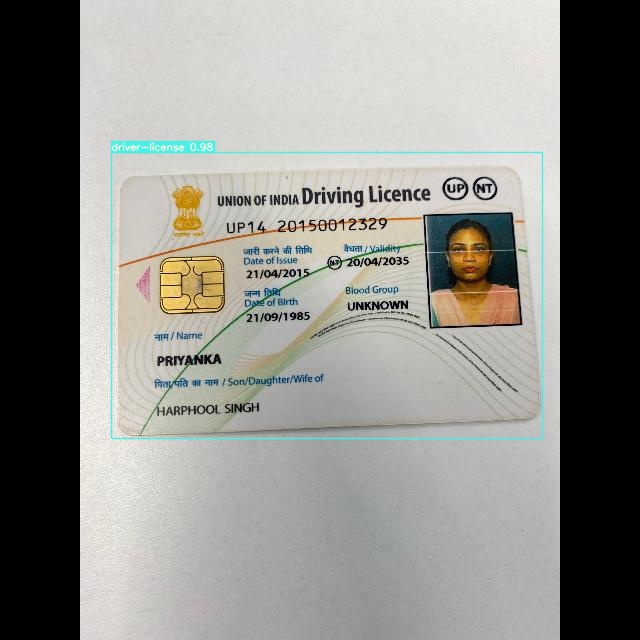 driver-license 0.98
UNION OF INDIA Driving Licence UP NT
UP14 20150012329
जारी करने की तिथि
Date of Issue
21/04/2015
वैधता / Validity
NT 20/04/2035
जन्म तिथि
Date of Birth
21/09/1985
Blood Group
UNKNOWN
नाम / Name
PRIYANKA
पिता/पति का नाम / Son/Daughter/Wife of
HARPHOOL SINGH